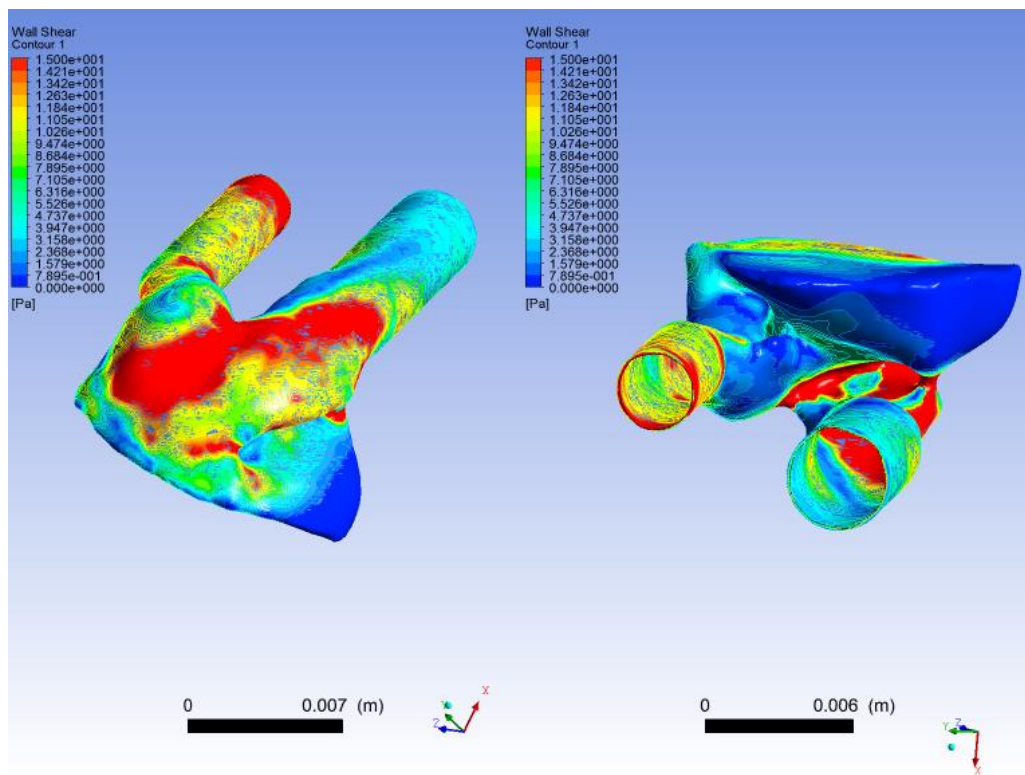 Wall Shear
Contour 1
1.500e+001
1.421e+001
1.342e+001
1.263e+001
1.184e+001
1.105e+001
1.026e+001
9.474e+000
8.684e+000
7.895e+000
7.105e+000
6.316e+000
5.526e+000
4.737e+000
3.947e+000
3.158e+000
2.368e+000
1.579e+000
7.895e-001
0.000e+000
[Pa]
0 0.007 (m)
X
Y
Z
Wall Shear
Contour 1
1.500e+001
1.421e+001
1.342e+001
1.263e+001
1.184e+001
1.105e+001
1.026e+001
9.474e+000
8.684e+000
7.895e+000
7.105e+000
6.316e+000
5.526e+000
4.737e+000
3.947e+000
3.158e+000
2.368e+000
1.579e+000
7.895e-001
0.000e+000
[Pa]
0 0.006 (m)
Y
Z
X